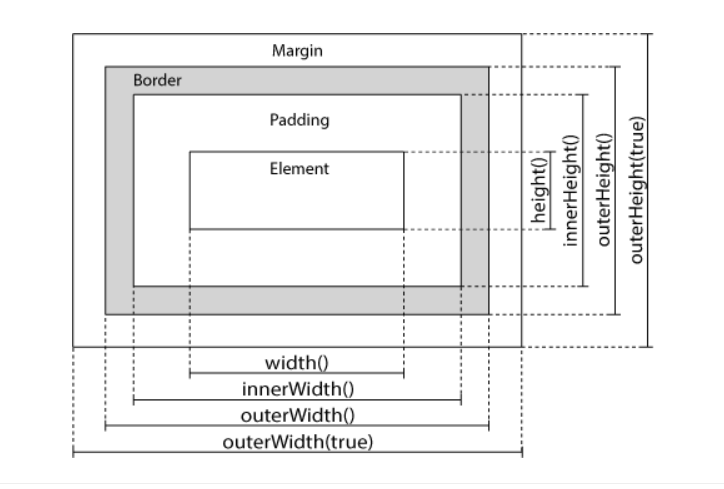 Margin
Border
Padding
Element
height()
innerHeight()
outerHeight()
outerHeight(true)
width()
innerWidth()
outerWidth()
outerWidth(true)